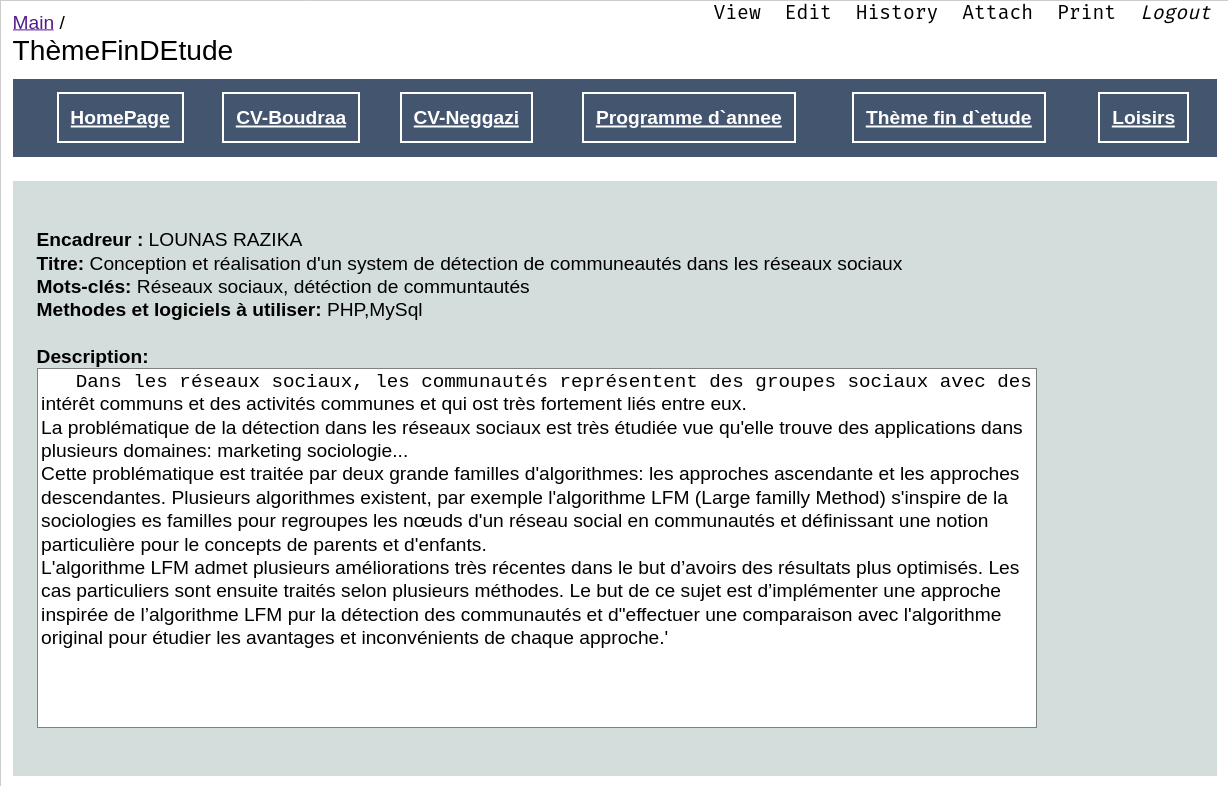 View Edit History Attach Print Logout
Main /
ThèmeFinDEtude
HomePage CV-Boudraa CV-Neggazi Programme d`annee Thème fin d`etude Loisirs
Encadreur : LOUNAS RAZIKA
Titre: Conception et réalisation d'un system de détection de communeautés dans les réseaux sociaux
Mots-clés: Réseaux sociaux, détéction de communtautés
Methodes et logiciels à utiliser: PHP,MySql
Description:
Dans les réseaux sociaux, les communautés représentent des groupes sociaux avec des
intérêt communs et des activités communes et qui ost très fortement liés entre eux.
La problématique de la détection dans les réseaux sociaux est très étudiée vue qu'elle trouve des applications dans
plusieurs domaines: marketing sociologie...
Cette problématique est traitée par deux grande familles d'algorithmes: les approches ascendante et les approches
descendantes. Plusieurs algorithmes existent, par exemple l'algorithme LFM (Large familly Method) s'inspire de la
sociologies es familles pour regroupes les nœuds d'un réseau social en communautés et définissant une notion
particulière pour le concepts de parents et d'enfants.
L'algorithme LFM admet plusieurs améliorations très récentes dans le but d’avoirs des résultats plus optimisés. Les
cas particuliers sont ensuite traités selon plusieurs méthodes. Le but de ce sujet est d’implémenter une approche
inspirée de l’algorithme LFM pur la détection des communautés et d"effectuer une comparaison avec l'algorithme
original pour étudier les avantages et inconvénients de chaque approche.'